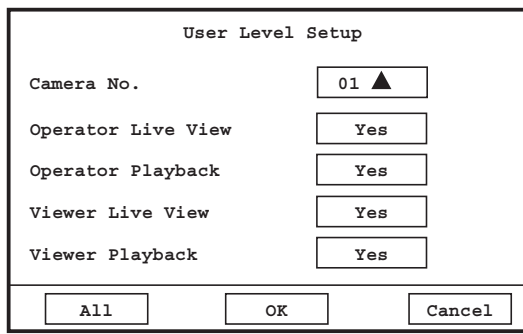 User Level Setup
Camera No. 01 ▲
Operator Live View Yes
Operator Playback Yes
Viewer Live View Yes
Viewer Playback Yes
All OK Cancel